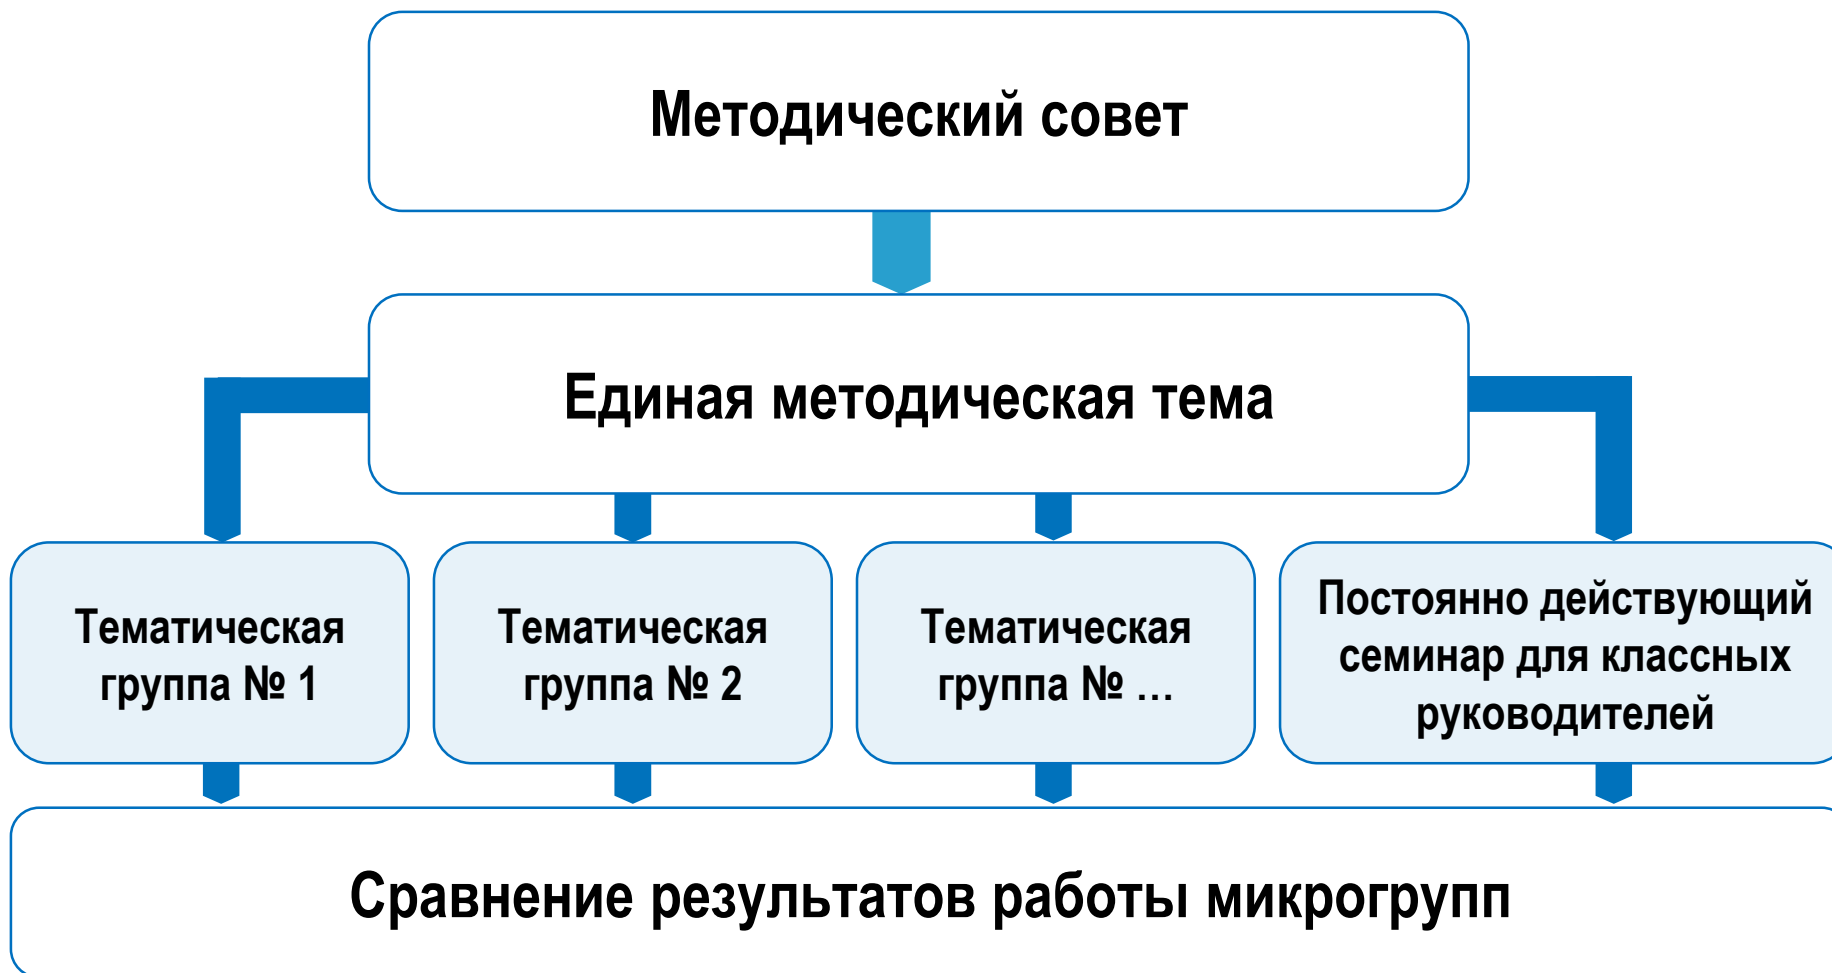 Методический совет
Единая методическая тема
Тематическая
группа № 1
Тематическая
группа № 2
Тематическая
группа № …
Постоянно действующий
семинар для классных
руководителей
Сравнение результатов работы микрогрупп